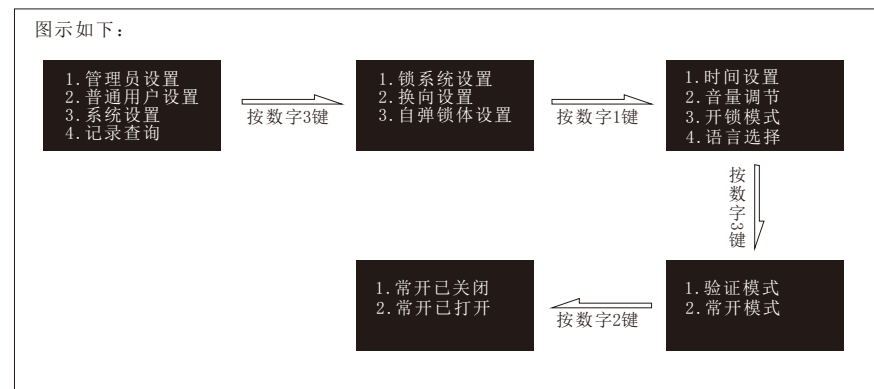 图示如下：
1.管理员设置
2.普通用户设置
3.系统设置
4.记录查询
按数字3键
1.锁系统设置
2.换向设置
3.自弹锁体设置
按数字1键
1.时间设置
2.音量调节
3.开锁模式
4.语言选择
按数字3键
1.验证模式
2.常开模式
按数字2键
1.常开已关闭
2.常开已打开